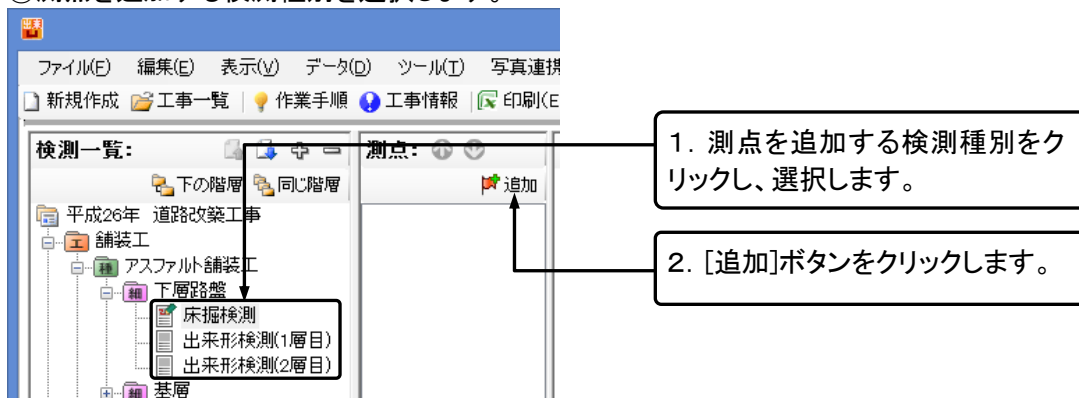 ファイル(F) 編集(E) 表示(V) データ(D) ツール(T) 写真連携
新規作成 工事一覧 作業手順 工事情報 印刷(E
検測一覧: 測点:
下の階層 同じ階層 追加
平成26年 道路改築工事
工 舗装工
種 アスファルト舗装工
細 下層路盤
床掘検測
出来形検測(1層目)
出来形検測(2層目)
細 基層
1. 測点を追加する検測種別をク
リックし、選択します。
2. [追加]ボタンをクリックします。